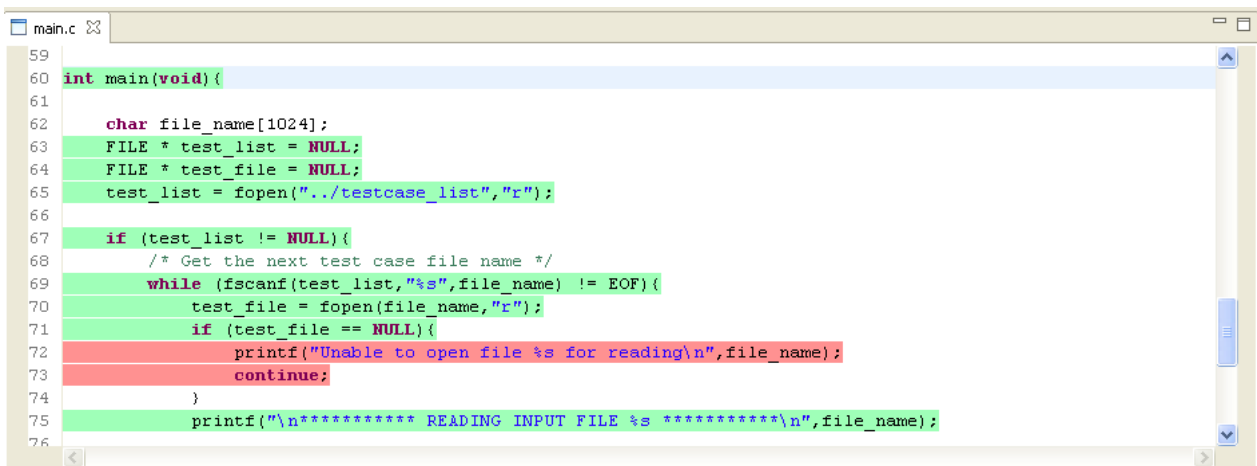 main.c
59
60 int main(void){
61
62     char file_name[1024];
63     FILE * test_list = NULL;
64     FILE * test_file = NULL;
65     test_list = fopen("../testcase_list","r");
66
67     if (test_list != NULL){
68         /* Get the next test case file name */
69         while (fscanf(test_list,"%s",file_name) != EOF){
70             test_file = fopen(file_name,"r");
71             if (test_file == NULL){
72                 printf("Unable to open file %s for reading\n",file_name);
73                 continue;
74             }
75             printf("\n*********** READING INPUT FILE %s ***********\n",file_name);
76